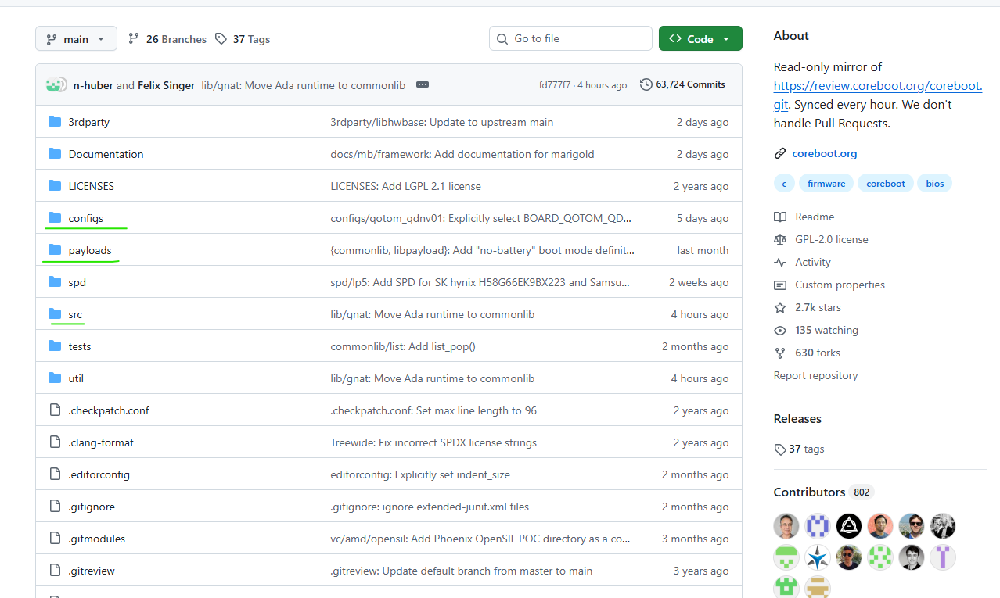 main
26 Branches
37 Tags
Go to file
Code
n-huber and Felix Singer lib/gnat: Move Ada runtime to commonlib
fd777f7 · 4 hours ago
63,724 Commits
3rdparty 3rdparty/libhwbase: Update to upstream main 2 days ago
Documentation docs/mb/framework: Add documentation for marigold 2 days ago
LICENSES LICENSES: Add LGPL 2.1 license 2 years ago
configs configs/qotom_qdnv01: Explicitly select BOARD_QOTOM_QD... 5 days ago
payloads {commonlib, libpayload}: Add "no-battery" boot mode definit... last month
spd spd/lp5: Add SPD for SK hynix H58G66EK9BX223 and Samsu... 2 weeks ago
src lib/gnat: Move Ada runtime to commonlib 4 hours ago
tests commonlib/list: Add list_pop() 2 months ago
util lib/gnat: Move Ada runtime to commonlib 4 hours ago
.checkpatch.conf .checkpatch.conf: Set max line length to 96 2 years ago
.clang-format Treewide: Fix incorrect SPDX license strings 2 years ago
.editorconfig editorconfig: Explicitly set indent_size 2 months ago
.gitignore .gitignore: ignore extended-junit.xml files 2 months ago
.gitmodules vc/amd/opensil: Add Phoenix OpenSIL POC directory as a co... 3 months ago
.gitreview .gitreview: Update default branch from master to main 3 years ago
About
Read-only mirror of
https://review.coreboot.org/coreboot.
git. Synced every hour. We don't
handle Pull Requests.
coreboot.org
c firmware coreboot bios
Readme
GPL-2.0 license
Activity
Custom properties
2.7k stars
135 watching
630 forks
Report repository
Releases
37 tags
Contributors 802